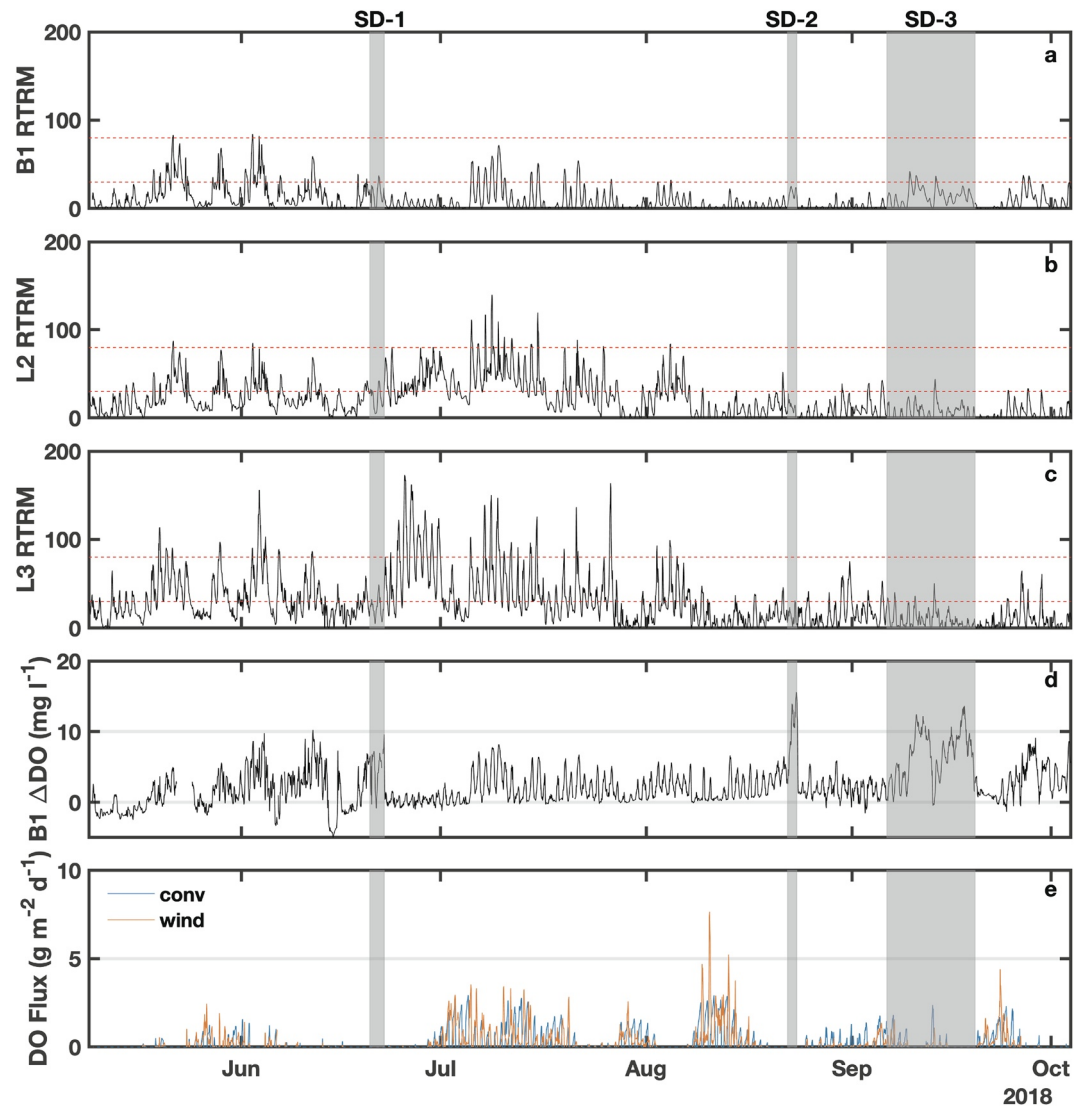 SD-1 SD-2 SD-3
200
100
0
B1 RTRM
a
200
100
0
L2 RTRM
b
200
100
0
L3 RTRM
c
20
10
0
B1 ΔDO (mg l-1)
d
10
5
0
DO Flux (g m-2 d-1)
conv
wind
e
Jun Jul Aug Sep Oct
2018